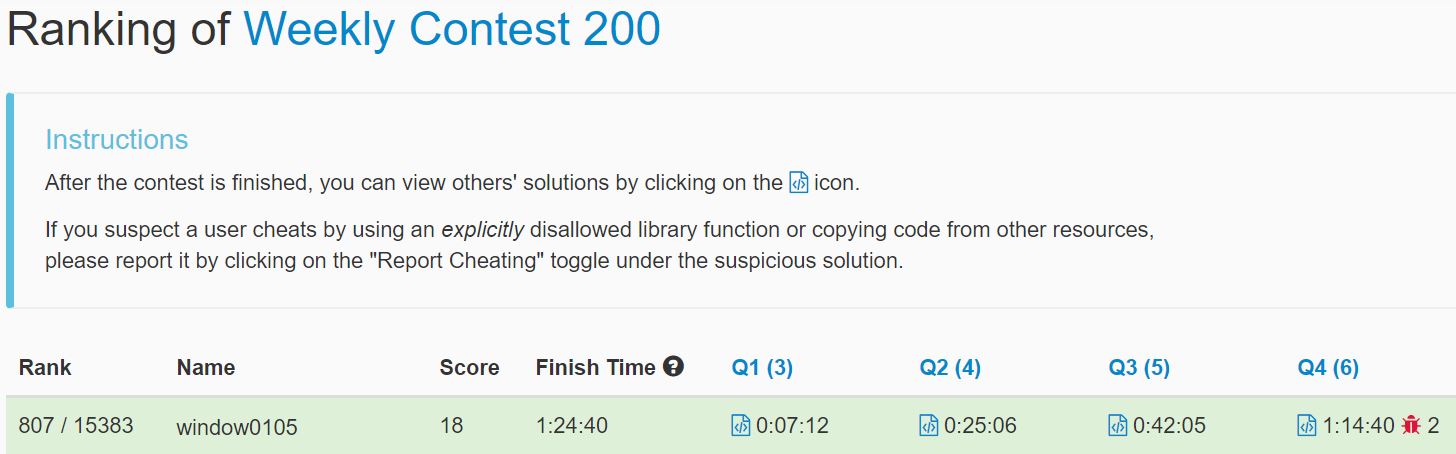 Ranking of Weekly Contest 200
Instructions
After the contest is finished, you can view others' solutions by clicking on the icon.
If you suspect a user cheats by using an explicitly disallowed library function or copying code from other resources,
please report it by clicking on the "Report Cheating" toggle under the suspicious solution.
Rank Name Score Finish Time Q1 (3) Q2 (4) Q3 (5) Q4 (6)
807 / 15383 window0105 18 1:24:40 0:07:12 0:25:06 0:42:05 1:14:40 2